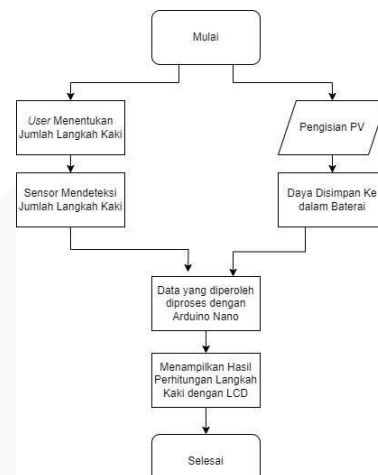 Mulai
User Menentukan
Jumlah Langkah Kaki
Pengisian PV
Sensor Mendeteksi
Jumlah Langkah Kaki
Daya Disimpan Ke
dalam Baterai
Data yang diperoleh
diproses dengan
Arduino Nano
Menampilkan Hasil
Perhitungan Langkah
Kaki dengan LCD
Selesai